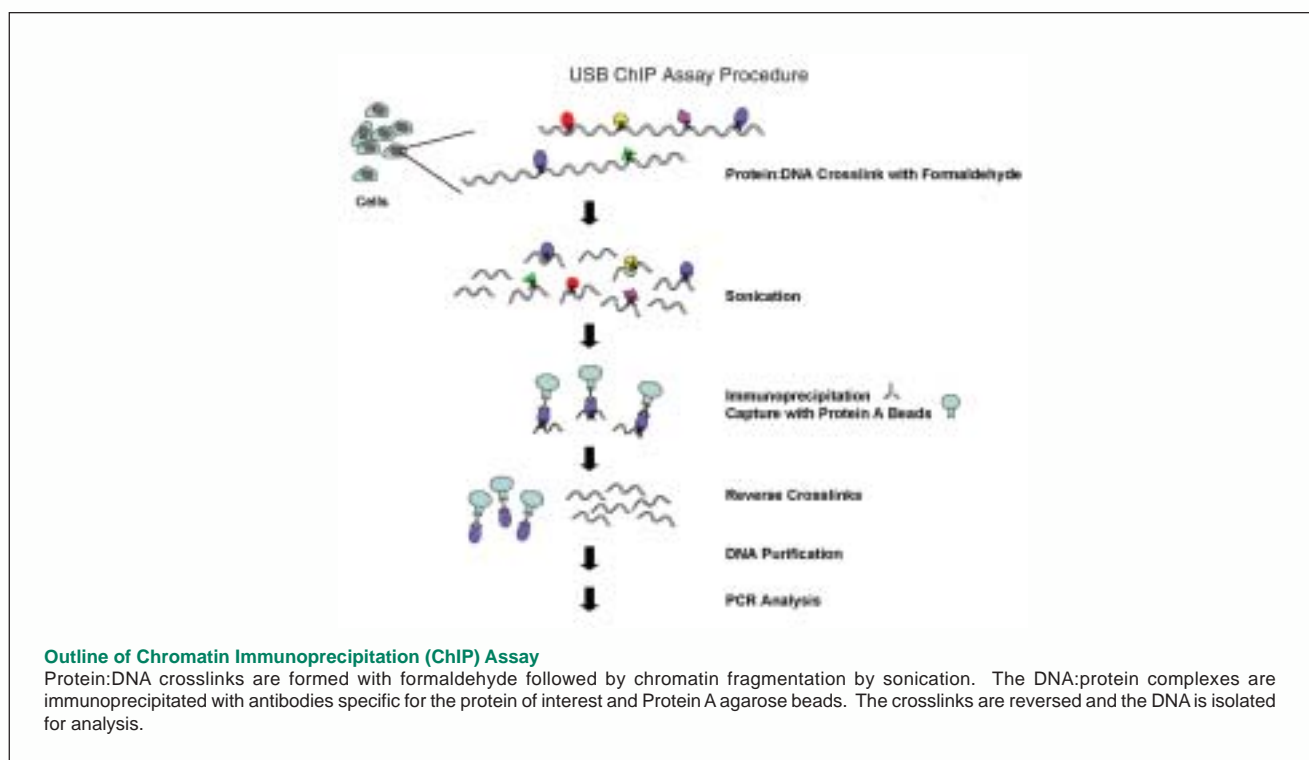 USB ChIP Assay Procedure
Cells
Protein:DNA Crosslink with Formaldehyde
Sonication
Immunoprecipitation
Capture with Protein A Beads
Reverse Crosslinks
DNA Purification
PCR Analysis
Outline of Chromatin Immunoprecipitation (ChIP) Assay
Protein:DNA crosslinks are formed with formaldehyde followed by chromatin fragmentation by sonication. The DNA:protein complexes are
immunoprecipitated with antibodies specific for the protein of interest and Protein A agarose beads. The crosslinks are reversed and the DNA is isolated
for analysis.